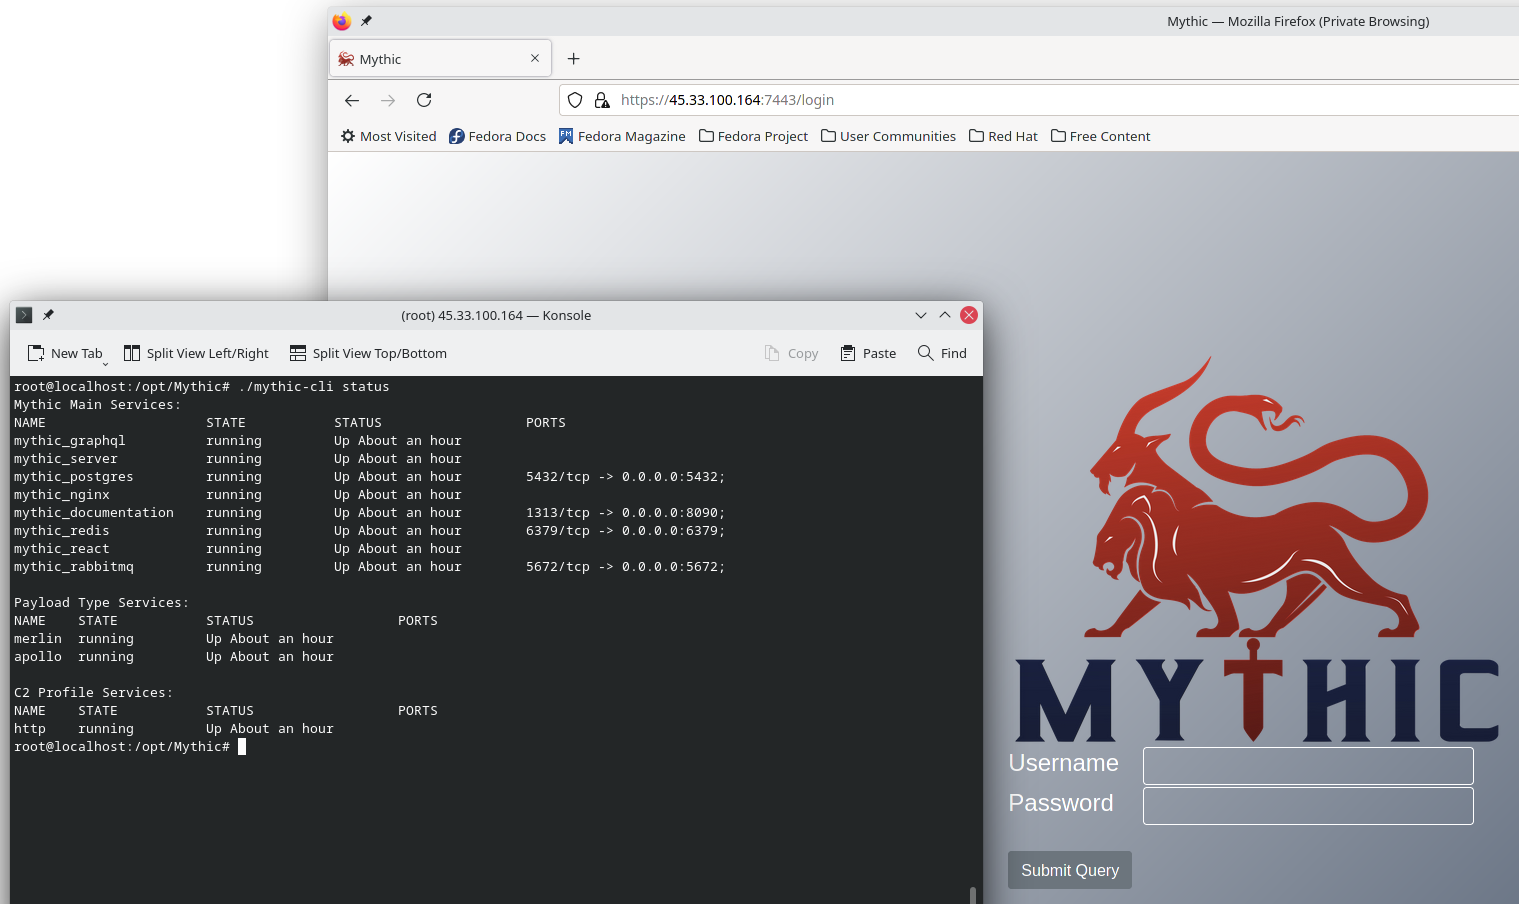 Mythic — Mozilla Firefox (Private Browsing)
Mythic
https://45.33.100.164:7443/login
Most Visited Fedora Docs FM Fedora Magazine Fedora Project User Communities Red Hat Free Content
(root) 45.33.100.164 — Konsole
New Tab Split View Left/Right Split View Top/Bottom Copy Paste Find
root@localhost:/opt/Mythic# ./mythic-cli status
Mythic Main Services:
NAME STATE STATUS PORTS
mythic_graphql running Up About an hour
mythic_server running Up About an hour
mythic_postgres running Up About an hour 5432/tcp -> 0.0.0.0:5432;
mythic_nginx running Up About an hour
mythic_documentation running Up About an hour 1313/tcp -> 0.0.0.0:8090;
mythic_redis running Up About an hour 6379/tcp -> 0.0.0.0:6379;
mythic_react running Up About an hour
mythic_rabbitmq running Up About an hour 5672/tcp -> 0.0.0.0:5672;
Payload Type Services:
NAME STATE STATUS PORTS
merlin running Up About an hour
apollo running Up About an hour
C2 Profile Services:
NAME STATE STATUS PORTS
http running Up About an hour
root@localhost:/opt/Mythic#
MYTHIC
Username
Password
Submit Query